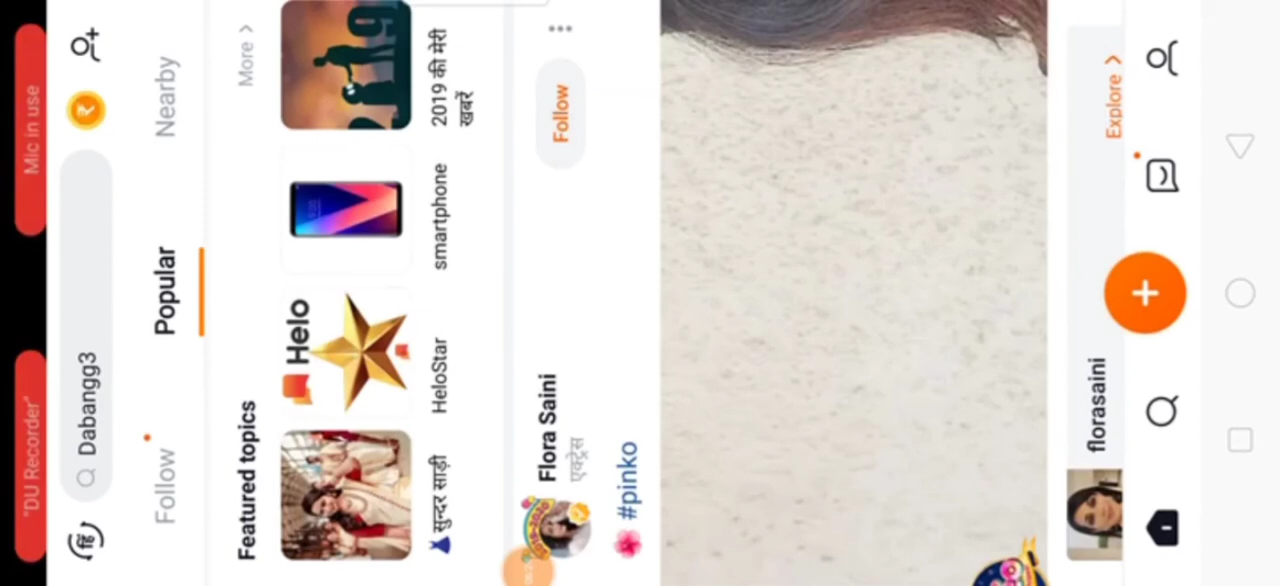 "DU Recorder"
Mic in use
हि
Dabangg3
₹
Follow
Popular
Nearby
Featured topics
More >
Helo
सुन्दर साड़ी
HeloStar
smartphone
2019 की मेरी
खबरें
Flora Saini
एक्ट्रेस
Follow
#pinko
florasaini
Explore >